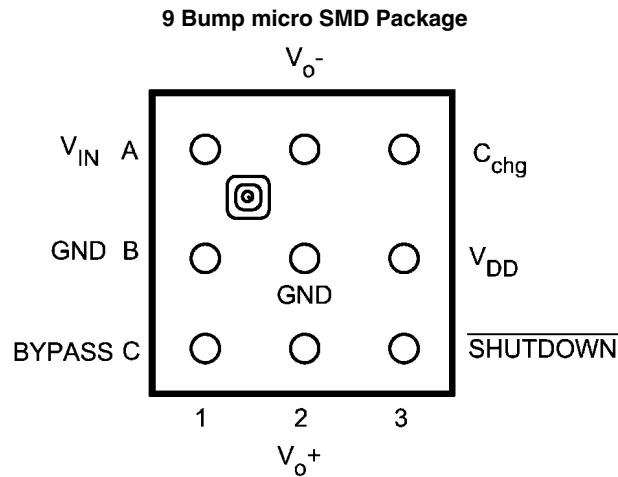 9 Bump micro SMD Package
Vo-
VIN A
Cchg
GND B
VDD
GND
BYPASS C
SHUTDOWN
1 2 3
Vo+